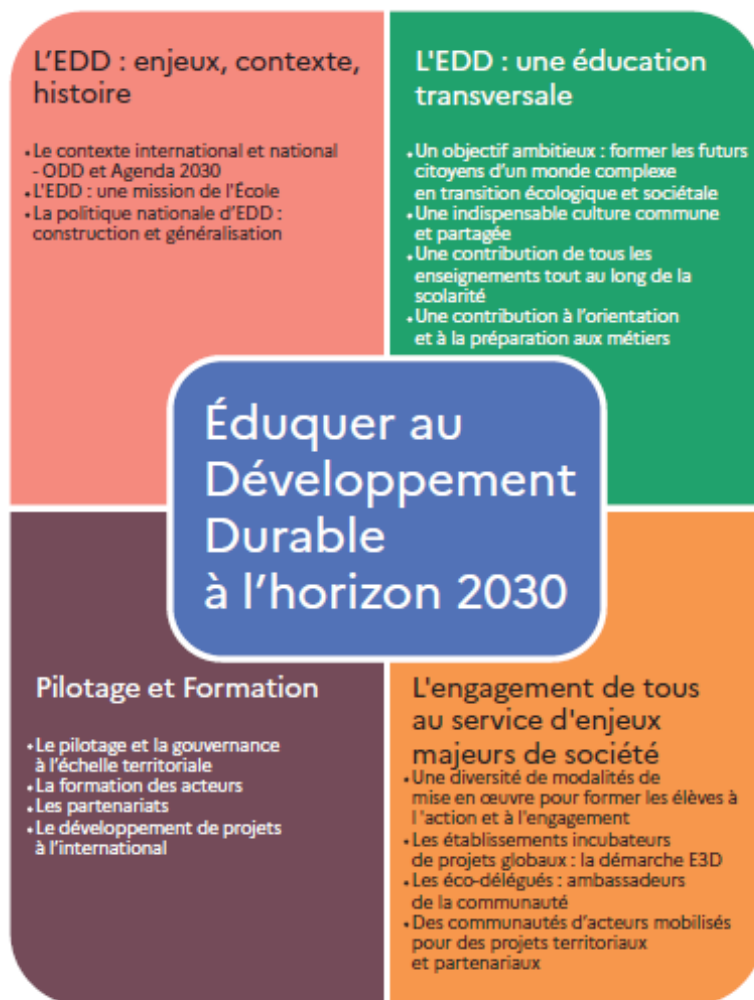 L'EDD : enjeux, contexte,
histoire
• Le contexte international et national
- ODD et Agenda 2030
• L'EDD : une mission de l'École
• La politique nationale d'EDD :
construction et généralisation
L'EDD : une éducation
transversale
• Un objectif ambitieux : former les futurs
citoyens d'un monde complexe
en transition écologique et sociétale
• Une indispensable culture commune
et partagée
• Une contribution de tous les
enseignements tout au long de la
scolarité
• Une contribution à l'orientation
et à la préparation aux métiers
Éduquer au
Développement
Durable
à l'horizon 2030
Pilotage et Formation
• Le pilotage et la gouvernance
à l'échelle territoriale
• La formation des acteurs
• Les partenariats
• Le développement de projets
à l'international
L'engagement de tous
au service d'enjeux
majeurs de société
• Une diversité de modalités de
mise en œuvre pour former les élèves à
l 'action et à l'engagement
• Les établissements incubateurs
de projets globaux : la démarche E3D
• Les éco-délégués : ambassadeurs
de la communauté
• Des communautés d'acteurs mobilisés
pour des projets territoriaux
et partenariaux